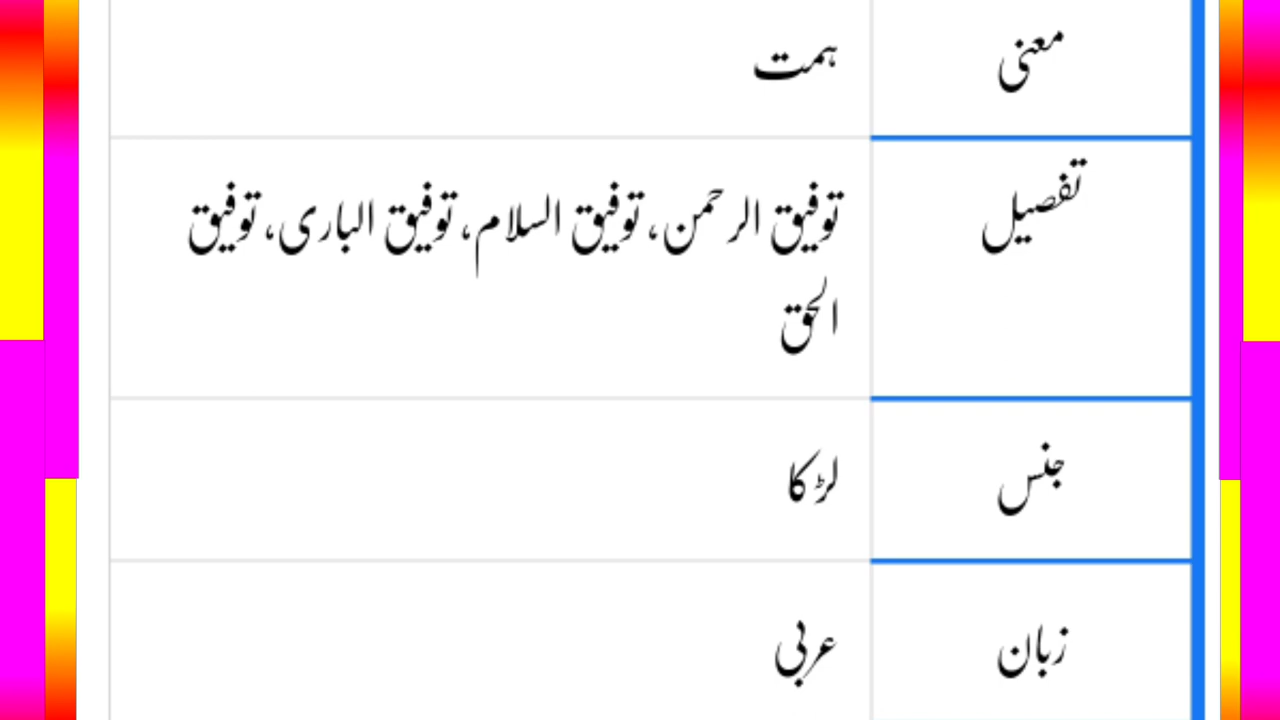 معنی
ہمت
تفصیل
توفیق الرحمن، توفیق السلام، توفیق الباری، توفیق
الحق
جنس
لڑکا
زبان
عربی